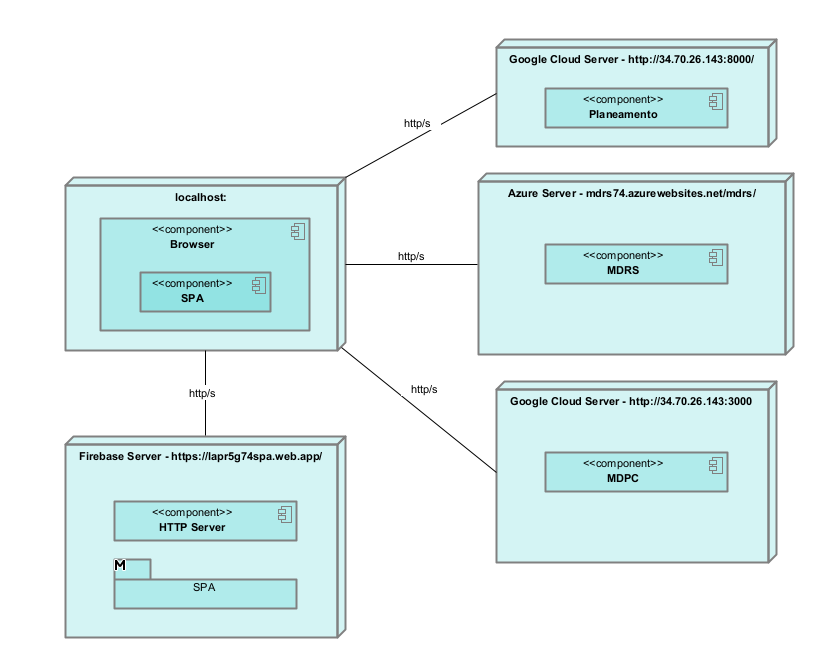 Google Cloud Server - http://34.70.26.143:8000/
<<component>>
Planeamento
http/s
localhost:
<<component>>
Browser
<<component>>
SPA
http/s
Azure Server - mdrs74.azurewebsites.net/mdrs/
<<component>>
MDRS
http/s
http/s
Google Cloud Server - http://34.70.26.143:3000
<<component>>
MDPC
Firebase Server - https://lapr5g74spa.web.app/
<<component>>
HTTP Server
M
SPA